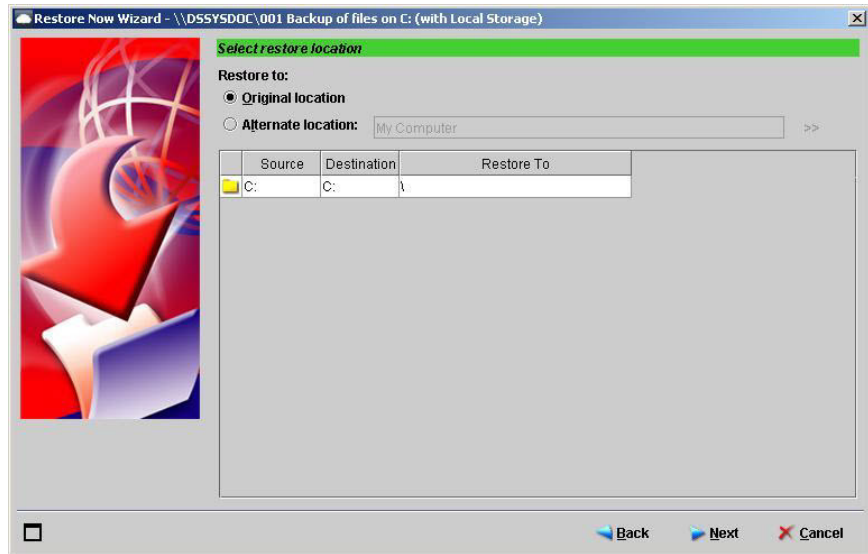 Restore Now Wizard - \\DSSYSDOC\001 Backup of files on C: (with Local Storage)
Select restore location
Restore to:
Original location
Alternate location: My Computer >>
Source Destination Restore To
C: C: \
Back Next Cancel